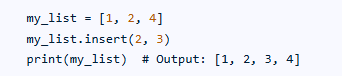 my_list = [1, 2, 4]
my_list.insert(2, 3)
print(my_list)  # Output: [1, 2, 3, 4]